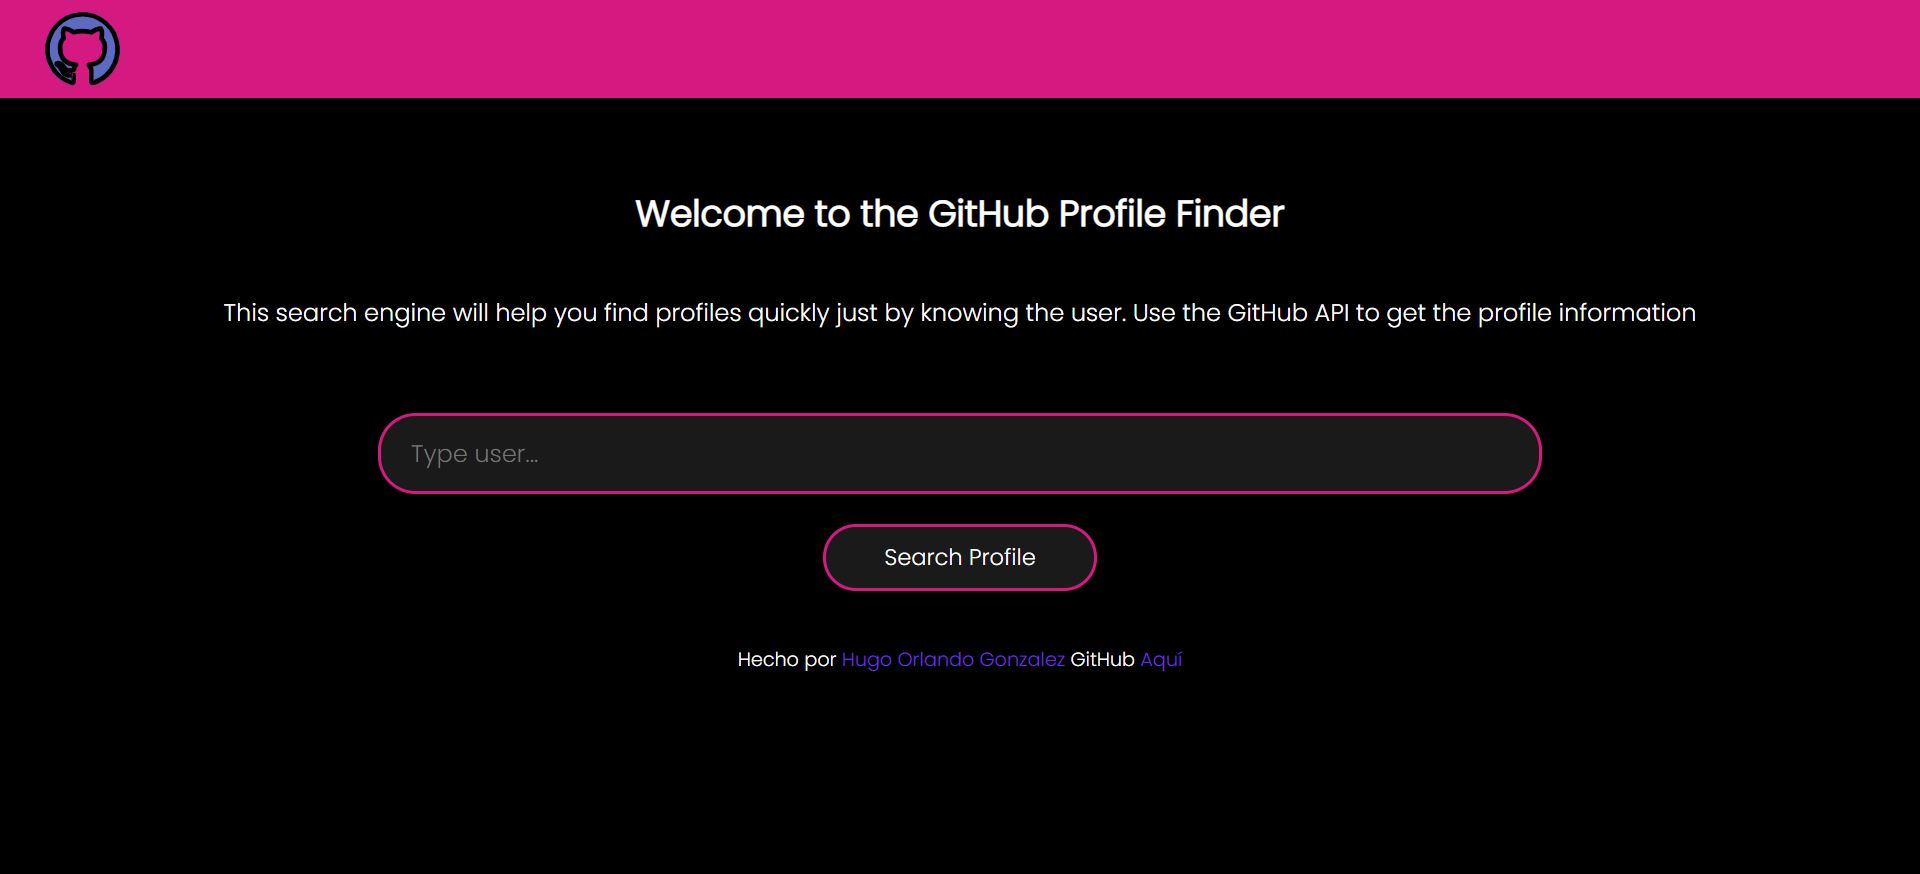 Welcome to the GitHub Profile Finder
This search engine will help you find profiles quickly just by knowing the user. Use the GitHub API to get the profile information
Type user...
Search Profile
Hecho por Hugo Orlando Gonzalez GitHub Aquí